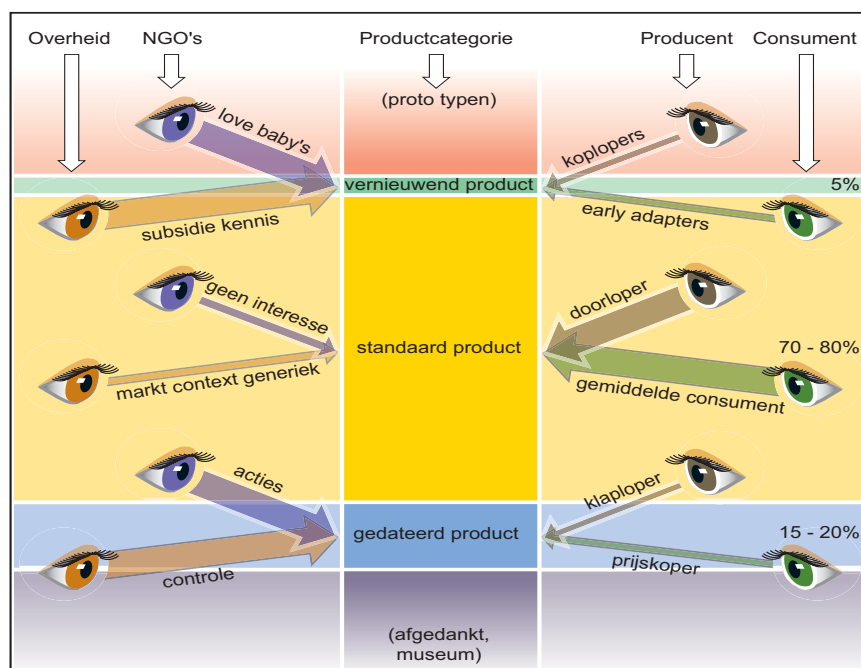 Overheid NGO's Productcategorie Producent Consument
(proto typen)
love baby's
koplopers
vernieuwend product
5%
subsidie kennis
early adapters
geen interesse
doorloper
standaard product
70 - 80%
markt context generiek
gemiddelde consument
acties
klaploper
gedateerd product
15 - 20%
controle
prijskoper
(afgedankt,
museum)